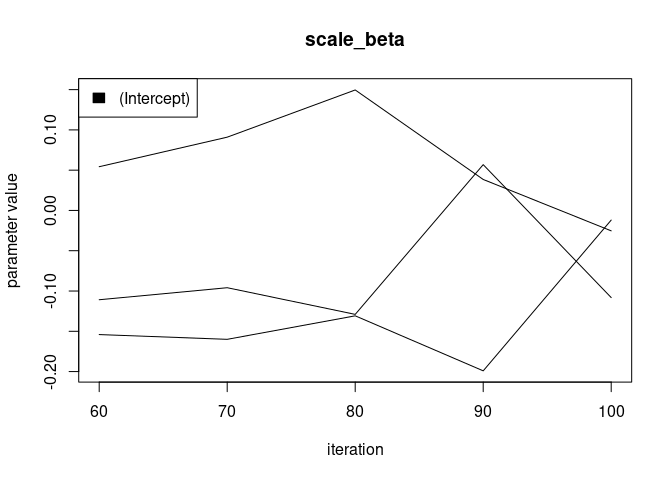 scale_beta
(Intercept)
parameter value
0.10
0.00
-0.10
-0.20
60 70 80 90 100
iteration